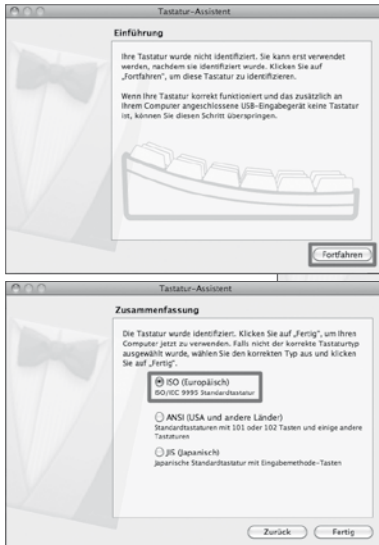 Tastatur-Assistent
Einführung
Ihre Tastatur wurde nicht identifiziert. Sie kann erst verwendet
werden, nachdem sie identifiziert wurde. Klicken Sie auf
„Fortfahren“, um diese Tastatur zu identifizieren.
Wenn Ihre Tastatur korrekt funktioniert und das zusätzlich an
Ihrem Computer angeschlossene USB-Eingabegerät keine Tastatur
ist, können Sie diesen Schritt überspringen.
Fortfahren
Tastatur-Assistent
Zusammenfassung
Die Tastatur wurde identifiziert. Klicken Sie auf „Fertig“, um Ihren
Computer jetzt zu verwenden. Falls nicht der korrekte Tastaturtyp
ausgewählt wurde, wählen Sie den korrekten Typ aus und klicken
Sie auf „Fertig“.
ISO (Europäisch)
ISO/IEC 9995 Standardtastatur
ANSI (USA und andere Länder)
Standardtastaturen mit 101 oder 102 Tasten und einige andere
Tastaturen
JIS (Japanisch)
Japanische Standardtastatur mit Eingabemethode-Tasten
Zurück
Fertig